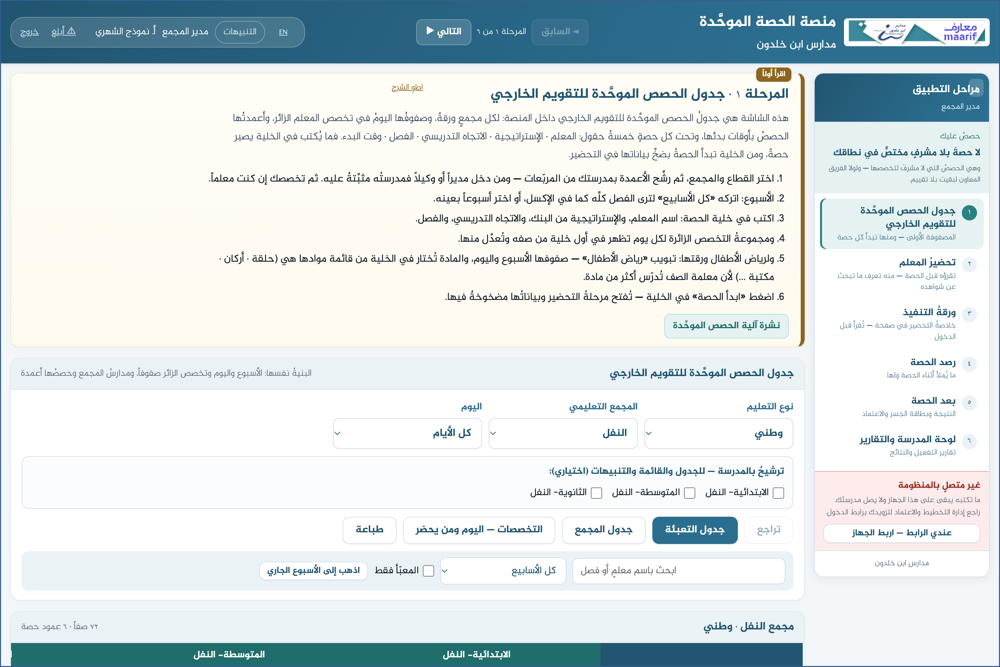 معارف
maarif
مدارس
ابن خلدون
منصة الحصة الموحَّدة
مدارس ابن خلدون
◄ السابق
المرحلة ١ من ٦
التالي ▶
EN
التنبيهات
مدير المجمع
أ. نموذج الشهري
⚠ أبلغ
خروج
مراحل التطبيق
مدير المجمع
حصصٌ عليك
لا حصةَ بلا مشرفٍ مختصٍّ في نطاقك
وهي الحصصُ التي لا مشرفَ لتخصصها — ولولا الفريق
المعاون لبقيت بلا تقييم.
١
جدول الحصص الموحَّدة
للتقويم الخارجي
المصفوفة الأولى — ومنها تبدأ كل حصة
٢
تحضيرُ المعلم
تقرؤه قبل الحصة — منه تعرف ما تبحث
عن شواهده
٣
ورقةُ التنفيذ
خلاصةُ التحضير في صفحة — تُقرأ قبل
الدخول
٤
رصد الحصة
ما يُملأ أثناء الحصة ولها
٥
بعد الحصة
النتيجة وبطاقة الجسر والاعتماد
٦
لوحة المدرسة والتقارير
تقارير التفعيل والنتائج
غير متصلٍ بالمنظومة
ما تكتبه يبقى على هذا الجهاز ولا يصل مدرستَك.
راجع إدارة التخطيط والاعتماد لتزويدك برابط الدخول.
عندي الرابط — اربط الجهاز
مدارس ابن خلدون
اقرأ أولاً
المرحلة ١ · جدول الحصص الموحَّدة للتقويم الخارجي
اطوِ الشرح
هذه الشاشة هي جدولُ الحصص الموحَّدة للتقويم الخارجي داخل المنصة: لكل مجمعٍ ورقةٌ، وصفوفُها اليومُ في تخصص المعلم الزائر، وأعمدتُها
الحصصُ بأوقات بدئها، وتحت كل حصةٍ خمسةُ حقول: المعلم · الإستراتيجية · الاتجاه التدريسي · الفصل · وقت البدء. فما يُكتب في الخلية يصير
حصةً، ومن الخلية تبدأ الحصةُ بضخِّ بياناتها في التحضير.
1. اختر القطاع والمجمع، ثم رشِّح الأعمدة بمدرستك من المربّعات — ومن دخل مديراً أو وكيلاً فمدرستُه مثبَّتةٌ عليه. ثم تخصصك إن كنت معلماً.
2. الأسبوع: اتركه «كل الأسابيع» لترى الفصل كلَّه كما في الإكسل، أو اختر أسبوعاً بعينه.
3. اكتب في خلية الحصة: اسم المعلم، والإستراتيجية من البنك، والاتجاه التدريسي، والفصل.
4. ومجموعةُ التخصص الزائرة لكل يوم تظهر في أول خلية من صفه وتُعدَّل منها.
5. ولرياض الأطفال ورقتها: تبويب «رياض الأطفال» — صفوفها الأسبوع واليوم، والمادة تُختار في الخلية من قائمة موادها هي (حلقة · أركان ·
مكتبة …) لأن معلمة الصف تُدرّس أكثر من مادة.
6. اضغط «ابدأ الحصة» في الخلية — تُفتح مرحلةُ التحضير وبياناتُها مضخوخةٌ فيها.
نشرة آلية الحصص الموحَّدة
جدول الحصص الموحَّدة للتقويم الخارجي
البنيةُ نفسها: الأسبوع واليوم وتخصص الزائر صفوفاً، ومدارسُ المجمع وحصصُها أعمدة
نوع التعليم
المجمع التعليمي
اليوم
وطني
النفل
كل الأيام
ترشيحٌ بالمدرسة — للجدول والقائمة والتنبيهات (اختياري):
الابتدائية- النفل
المتوسطة- النفل
الثانوية- النفل
تراجع
جدول التعبئة
جدول المجمع
التخصصات — اليوم ومن يحضر
طباعة
ابحث باسم معلمٍ أو فصل
كل الأسابيع
المعبّأ فقط
اذهب إلى الأسبوع الجاري
مجمع النفل · وطني
٧٢ صفاً · ٦ عمود حصة
الابتدائية- النفل
المتوسطة- النفل